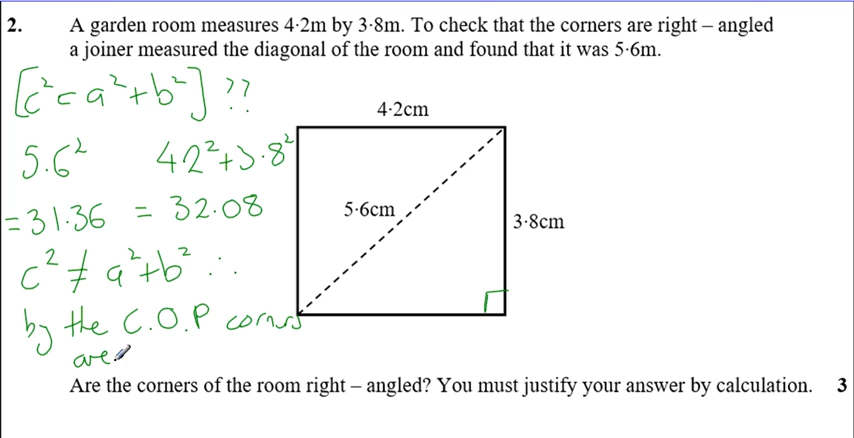 2. A garden room measures 4·2m by 3·8m. To check that the corners are right – angled
a joiner measured the diagonal of the room and found that it was 5·6m.
[c² = a² + b²] ??
4·2cm
5.6² 4.2² + 3.8²
= 31.36 = 32.08
5·6cm
3·8cm
c² ≠ a² + b² ∴
by the C.O.P corners
are
Are the corners of the room right – angled? You must justify your answer by calculation. 3